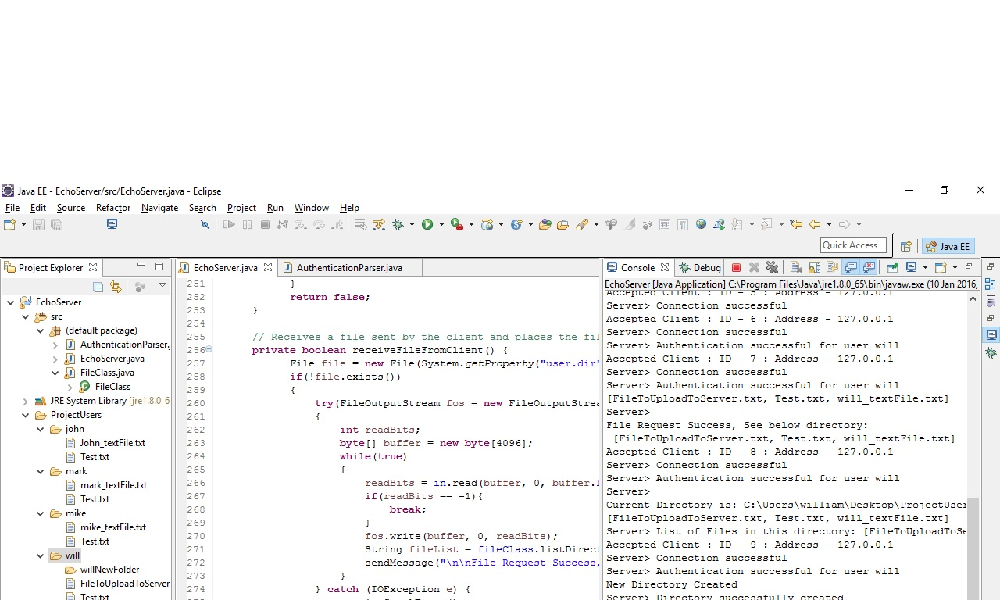 Java EE - EchoServer/src/EchoServer.java - Eclipse
File Edit Source Refactor Navigate Search Project Run Window Help
Quick Access
Java EE
Project Explorer
EchoServer
src
(default package)
AuthenticationParser.
EchoServer.java
FileClass.java
FileClass
JRE System Library [jre1.8.0_6
ProjectUsers
john
John_textFile.txt
Test.txt
mark
mark_textFile.txt
Test.txt
mike
mike_textFile.txt
Test.txt
will
willNewFolder
FileToUploadToServer
Test.txt
EchoServer.java AuthenticationParser.java
251 }
252 return false;
253 }
254
255 // Receives a file sent by the client and places the fil
256 private boolean receiveFileFromClient() {
257 File file = new File(System.getProperty("user.dir"
258 if(!file.exists())
259 {
260 try(FileOutputStream fos = new FileOutputStrea
261 {
262 int readBits;
263 byte[] buffer = new byte[4096];
264 while(true)
265 {
266 readBits = in.read(buffer, 0, buffer.l
267 if(readBits == -1){
268 break;
269 }
270 fos.write(buffer, 0, readBits);
271 String fileList = fileClass.listDirect
272 sendMessage("\n\nFile Request Success,
273 }
274 } catch (IOException e) {
Console Debug
EchoServer [Java Application] C:\Program Files\Java\jre1.8.0_65\bin\javaw.exe (10 Jan 2016,
Accepted Client : ID - 5 : Address - 127.0.0.1
Server> Connection successful
Accepted Client : ID - 6 : Address - 127.0.0.1
Server> Connection successful
Server> Authentication successful for user will
Accepted Client : ID - 7 : Address - 127.0.0.1
Server> Connection successful
Server> Authentication successful for user will
[FileToUploadToServer.txt, Test.txt, will_textFile.txt]
Server>
File Request Success, See below directory:
[FileToUploadToServer.txt, Test.txt, will_textFile.txt]
Accepted Client : ID - 8 : Address - 127.0.0.1
Server> Connection successful
Server> Authentication successful for user will
Server>
Current Directory is: C:\Users\william\Desktop\ProjectUser
[FileToUploadToServer.txt, Test.txt, will_textFile.txt]
Server> List of Files in this directory: [FileToUploadToSe
Accepted Client : ID - 9 : Address - 127.0.0.1
Server> Connection successful
Server> Authentication successful for user will
New Directory Created
Server> Directory successfully created